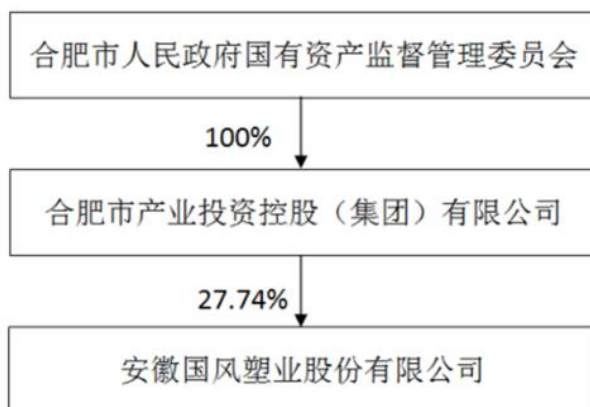 合肥市人民政府国有资产监督管理委员会
100%
合肥市产业投资控股（集团）有限公司
27.74%
安徽国风塑业股份有限公司